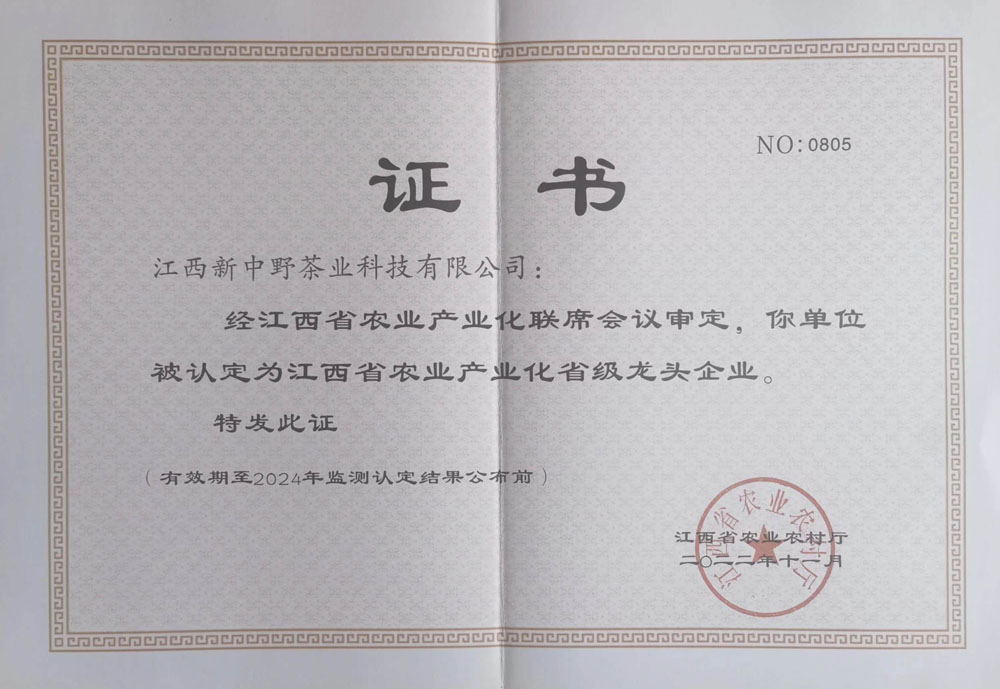 NO:0805
证书
江西新中野茶业科技有限公司：
经江西省农业产业化联席会议审定，你单位
被认定为江西省农业产业化省级龙头企业。
特发此证
（有效期至2024年监测认定结果公布前）
江西省农业农村厅
江西省农业农村厅
二〇二二年十一月